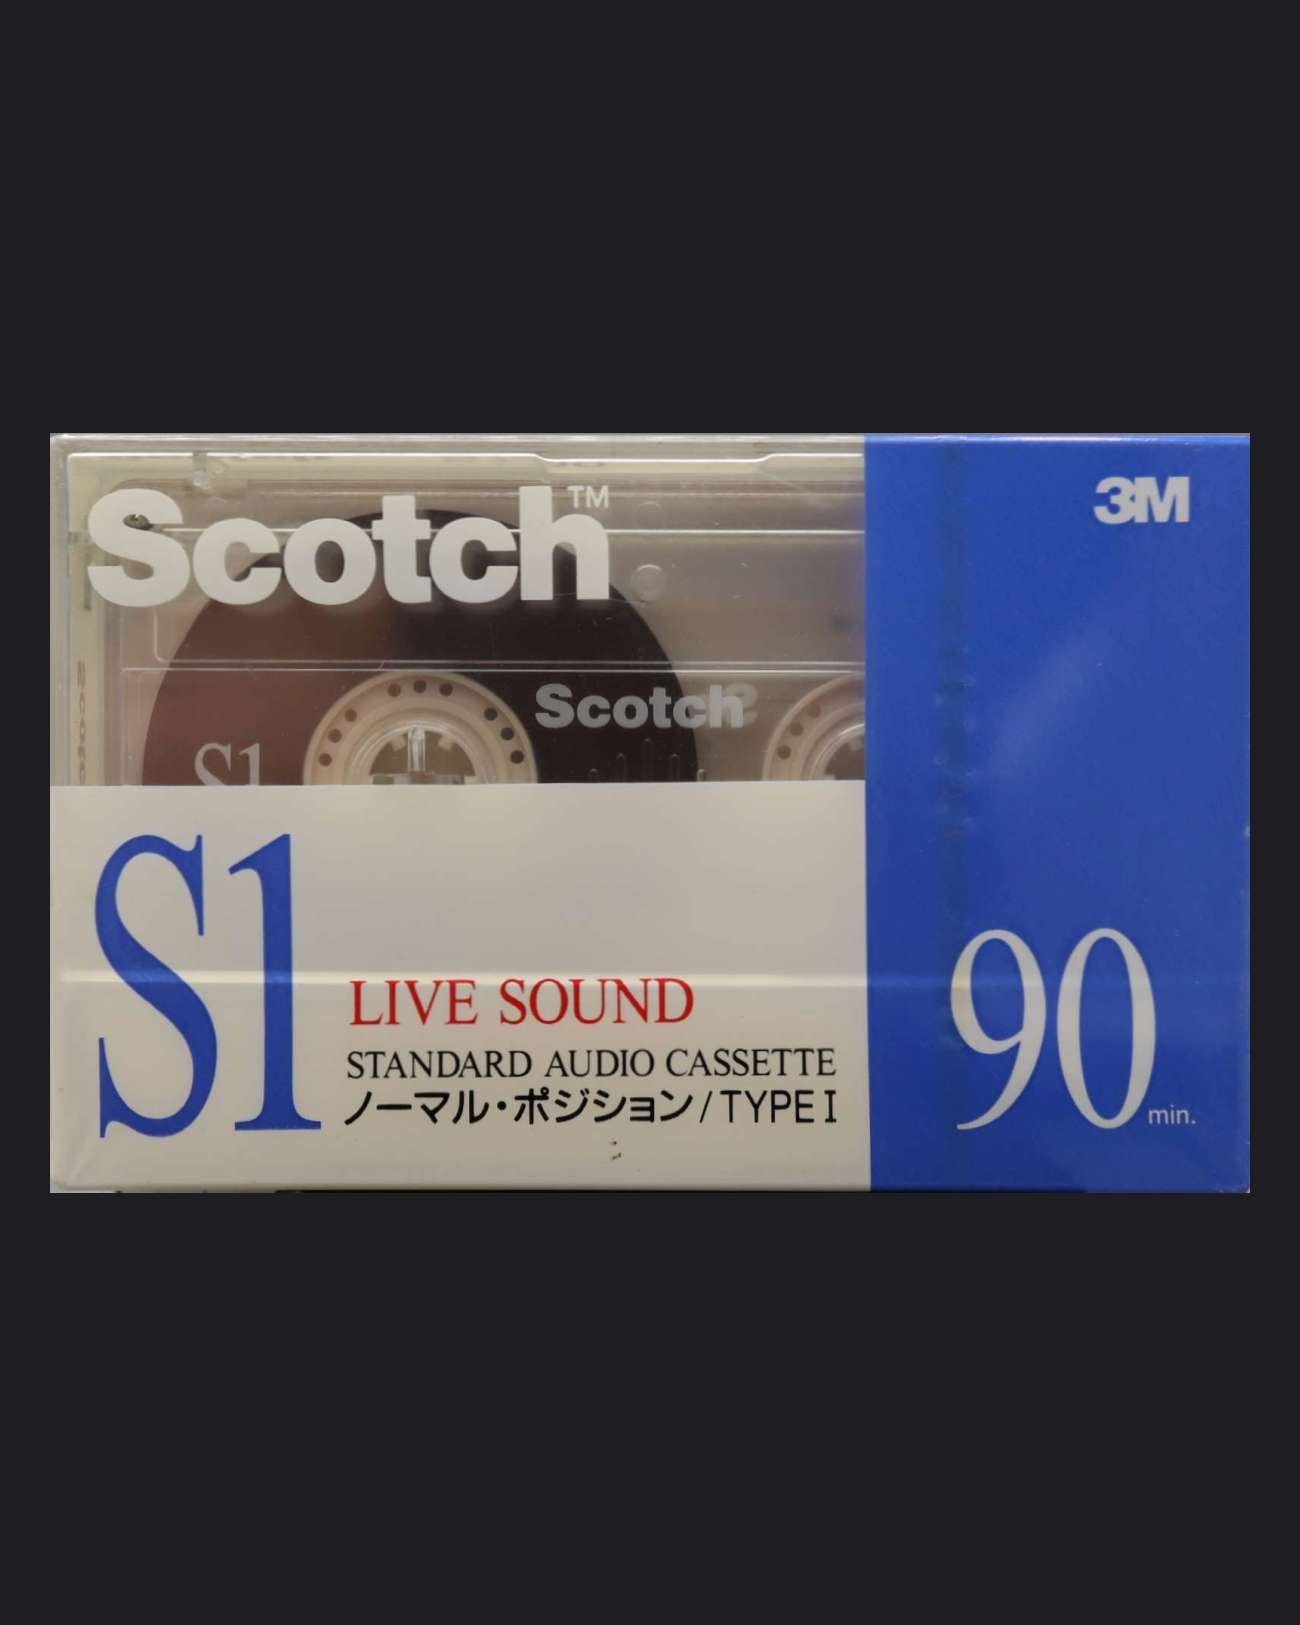 Scotch™
3M
Scotch
S1
S1
LIVE SOUND
STANDARD AUDIO CASSETTE
ノーマル・ポジション/TYPE I
90 min.